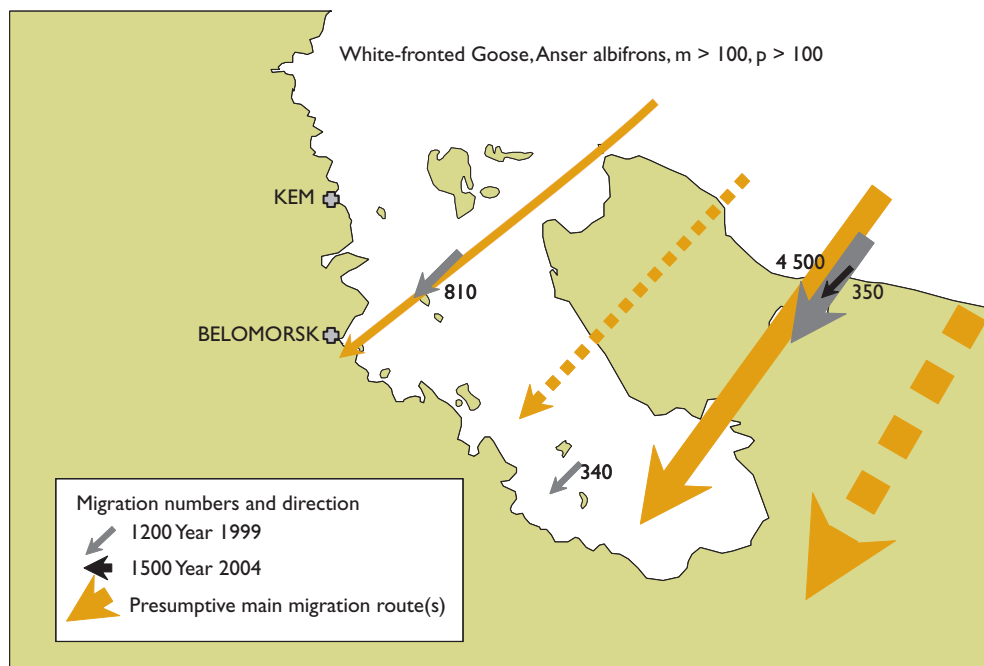 White-fronted Goose, Anser albifrons, m > 100, p > 100
KEM
4 500
810
350
BELOMORSK
340
Migration numbers and direction
1200 Year 1999
1500 Year 2004
Presumptive main migration route(s)